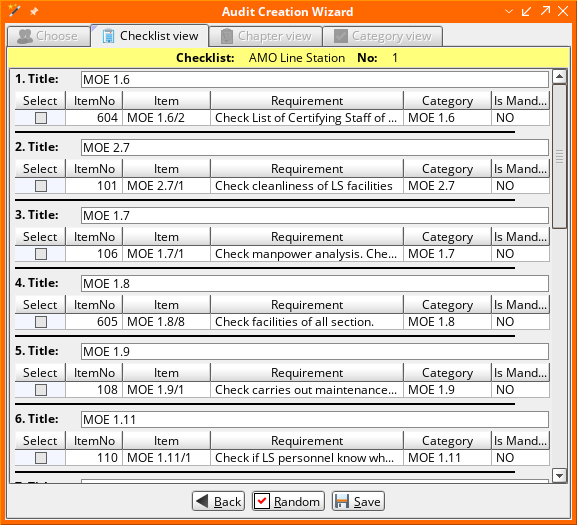 Audit Creation Wizard
Choose Checklist view Chapter view Category view
Checklist: AMO Line Station No: 1
1. Title: MOE 1.6
Select ItemNo Item Requirement Category Is Mand...
604 MOE 1.6/2 Check List of Certifying Staff of ... MOE 1.6 NO
2. Title: MOE 2.7
Select ItemNo Item Requirement Category Is Mand...
101 MOE 2.7/1 Check cleanliness of LS facilities MOE 2.7 NO
3. Title: MOE 1.7
Select ItemNo Item Requirement Category Is Mand...
106 MOE 1.7/1 Check manpower analysis. Che... MOE 1.7 NO
4. Title: MOE 1.8
Select ItemNo Item Requirement Category Is Mand...
605 MOE 1.8/8 Check facilities of all section. MOE 1.8 NO
5. Title: MOE 1.9
Select ItemNo Item Requirement Category Is Mand...
108 MOE 1.9/1 Check carries out maintenance... MOE 1.9 NO
6. Title: MOE 1.11
Select ItemNo Item Requirement Category Is Mand...
110 MOE 1.11/1 Check if LS personnel know wh... MOE 1.11 NO
Back Random Save